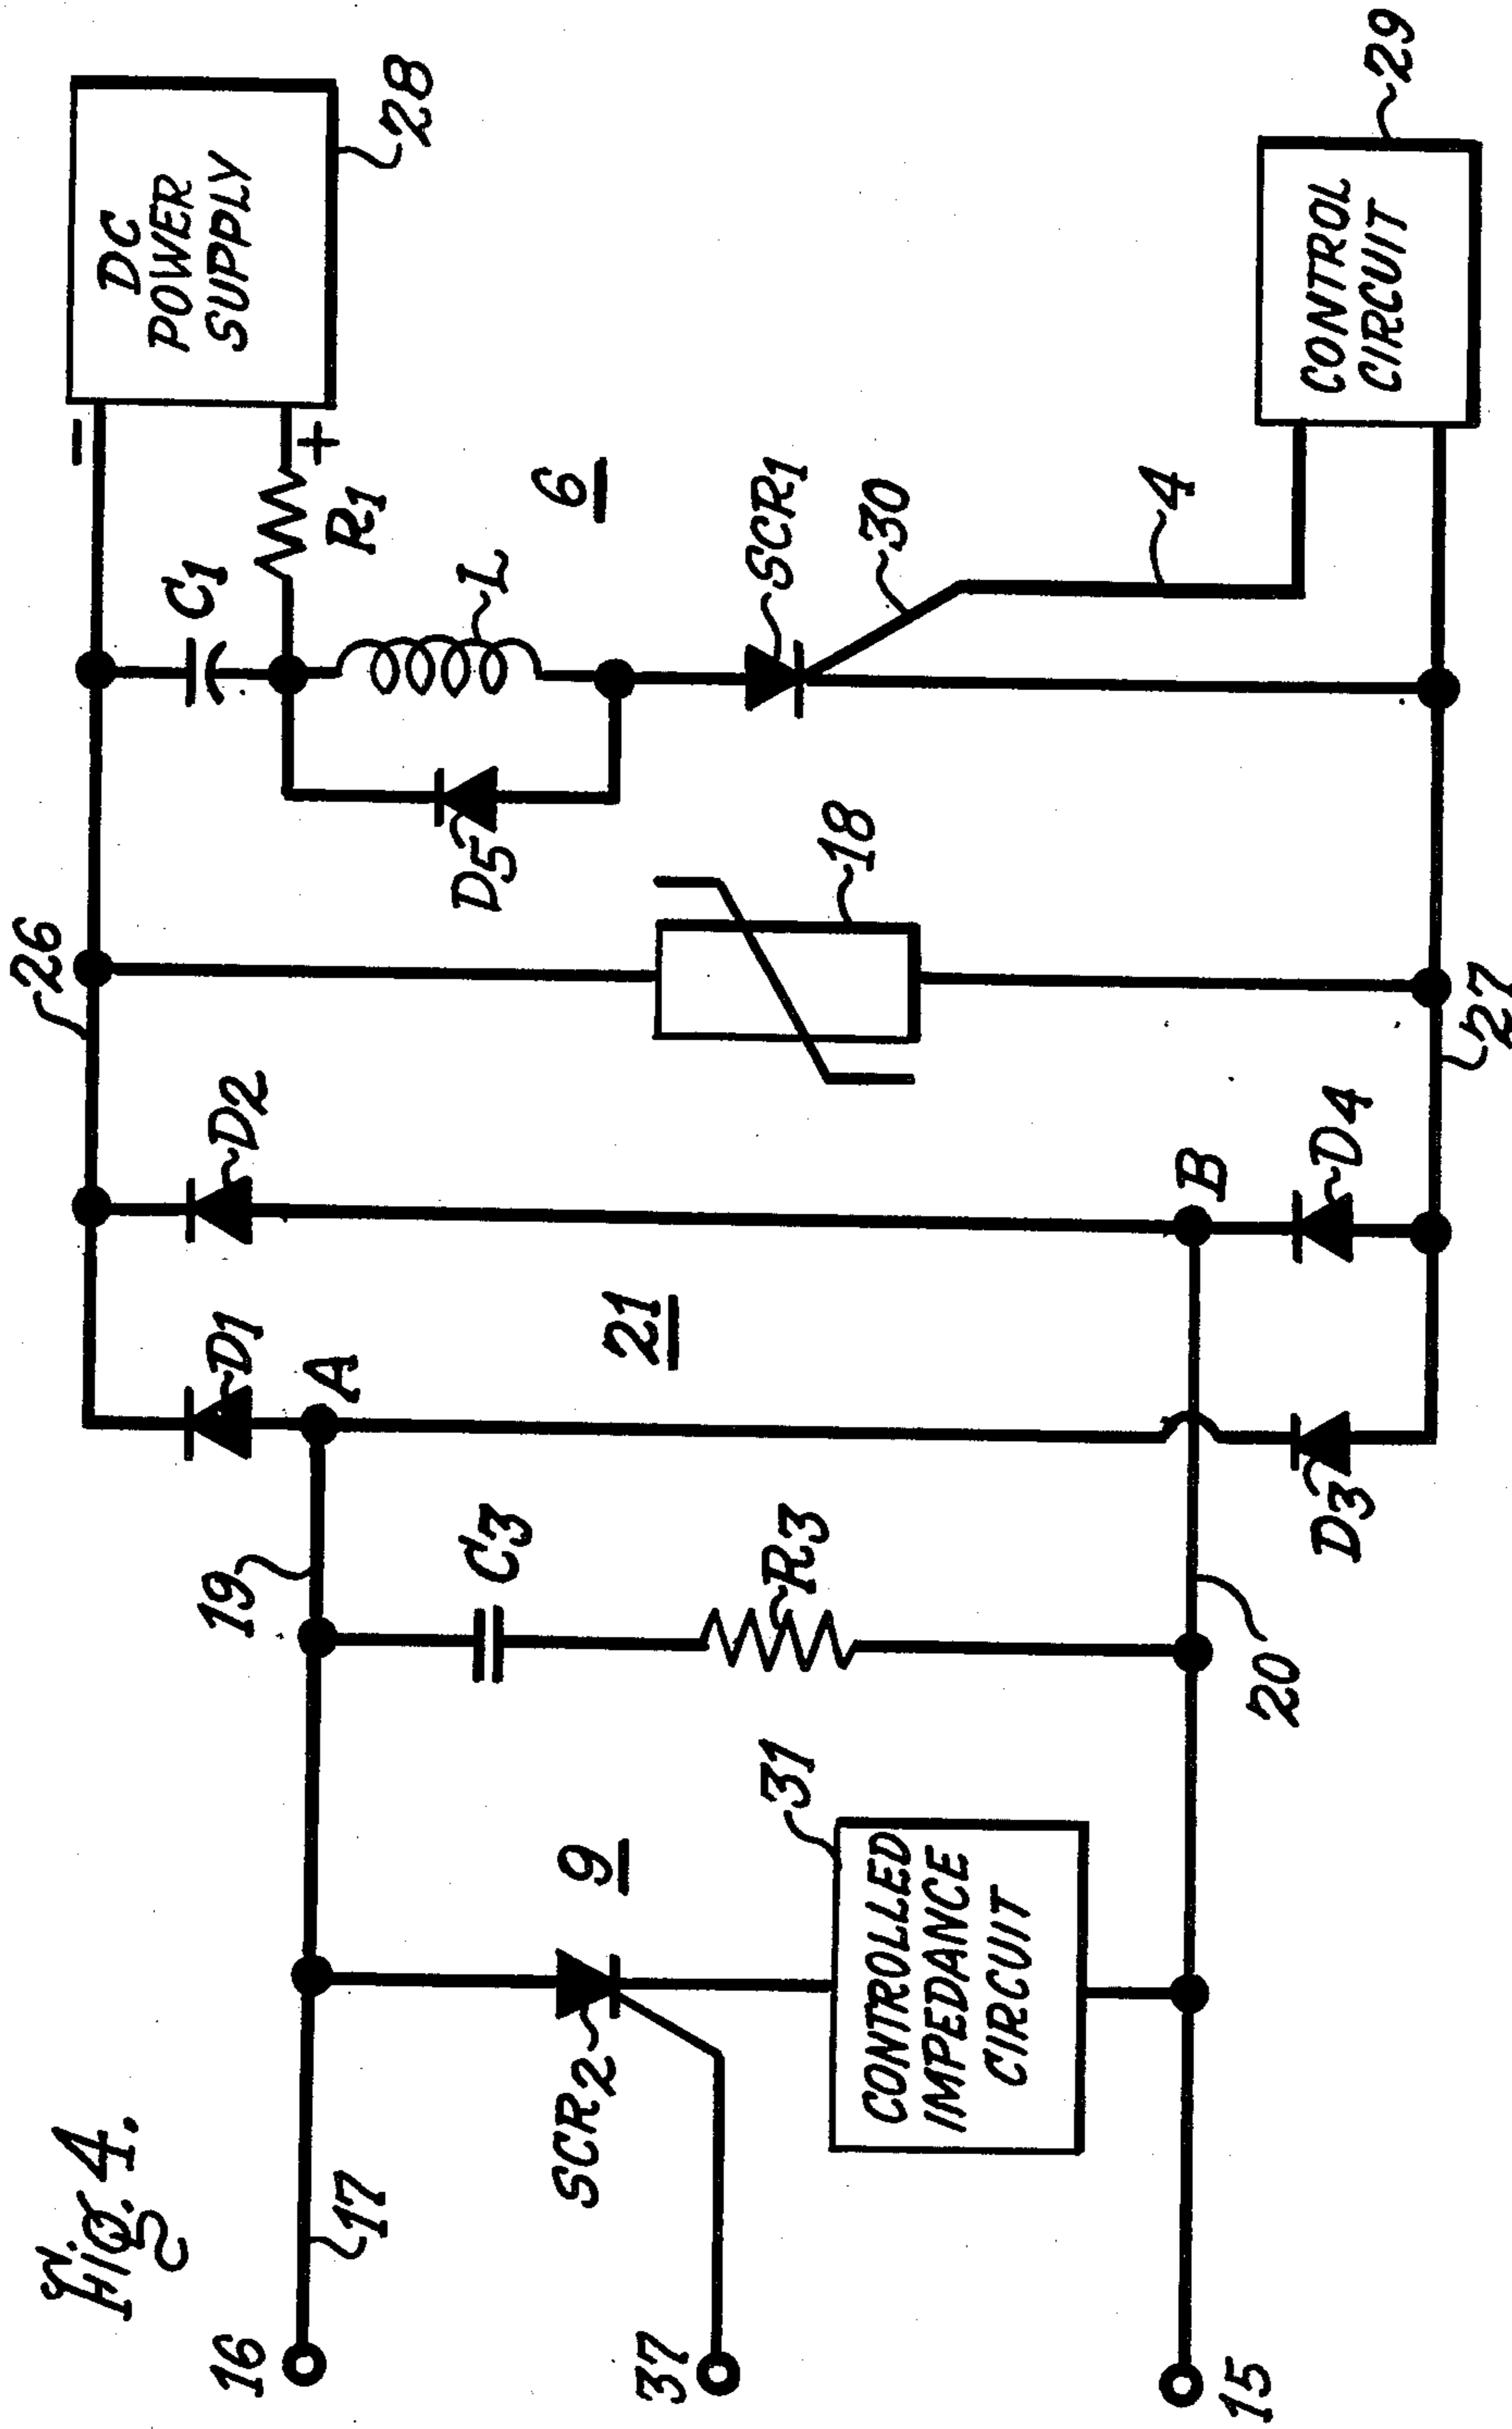 Fig. 4.
16
17
SCR2
37
9
31
CONTROLLED
IMPEDANCE
CIRCUIT
15
19
C3
R3
20
D1
A
21
D2
B
D3
D4
26
18
27
D5
C1
L
R1
6
SCR1
30
4
−
+
DC
POWER
SUPPLY
28
CONTROL
CIRCUIT
29